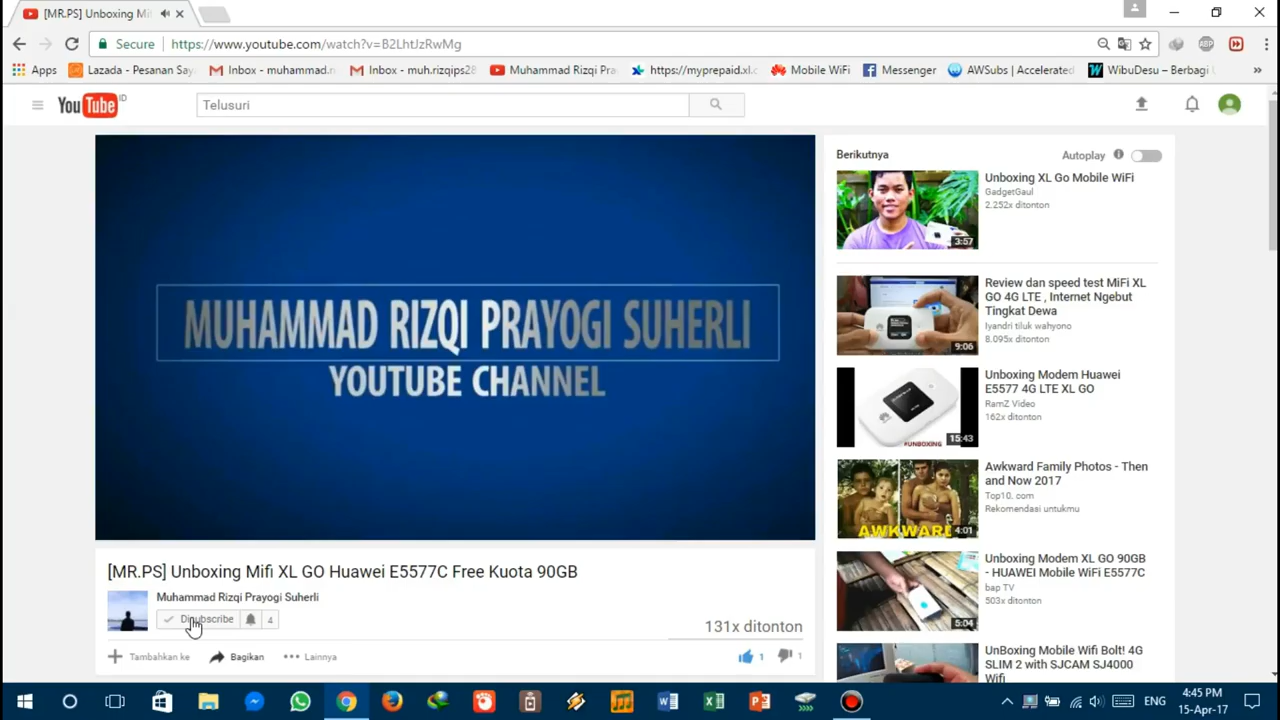 [MR.PS] Unboxing Mi
Secure https://www.youtube.com/watch?v=B2LhtJzRwMg
Apps Lazada - Pesanan Say Inbox - muhammad.r Inbox - muh.rizqips28 Muhammad Rizqi Pra https://myprepaid.xl.c Mobile WiFi Messenger AWSubs | Accelerated WibuDesu – Berbagi
YouTube ID
Telusuri
MUHAMMAD RIZQI PRAYOGI SUHERLI
YOUTUBE CHANNEL
[MR.PS] Unboxing Mifi XL GO Huawei E5577C Free Kuota 90GB
Muhammad Rizqi Prayogi Suherli
Disubscribe 4
131x ditonton
Tambahkan ke Bagikan Lainnya 1 1
Berikutnya Autoplay
Unboxing XL Go Mobile WiFi
GadgetGaul
2.252x ditonton
3:57
Review dan speed test MiFi XL
GO 4G LTE , Internet Ngebut
Tingkat Dewa
Iyandri tiluk wahyono
8.095x ditonton
9:06
Unboxing Modem Huawei
E5577 4G LTE XL GO
RamZ Video
162x ditonton
#UNBOXING 15:43
Awkward Family Photos - Then
and Now 2017
Top10. com
Rekomendasi untukmu
AWKWARD 4:01
Unboxing Modem XL GO 90GB
- HUAWEI Mobile WiFi E5577C
bap TV
503x ditonton
5:04
UnBoxing Mobile Wifi Bolt! 4G
SLIM 2 with SJCAM SJ4000
Wifi
ENG
4:45 PM
15-Apr-17